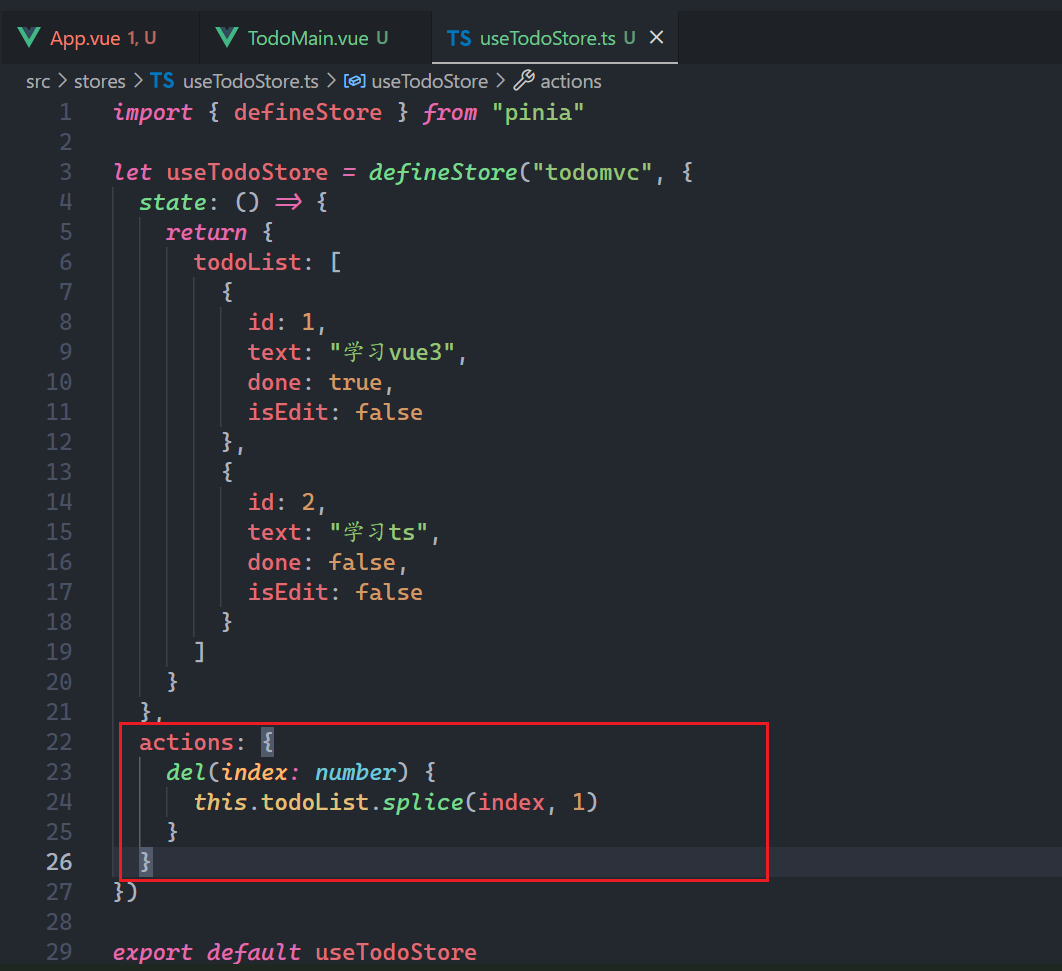 App.vue 1, U TodoMain.vue U TS useTodoStore.ts U ×
src > stores > TS useTodoStore.ts > useTodoStore > actions
1 import { defineStore } from "pinia"
2
3 let useTodoStore = defineStore("todomvc", {
4 state: () => {
5 return {
6 todoList: [
7 {
8 id: 1,
9 text: "学习vue3",
10 done: true,
11 isEdit: false
12 },
13 {
14 id: 2,
15 text: "学习ts",
16 done: false,
17 isEdit: false
18 }
19 ]
20 }
21 },
22 actions: {
23 del(index: number) {
24 this.todoList.splice(index, 1)
25 }
26 }
27 })
28
29 export default useTodoStore